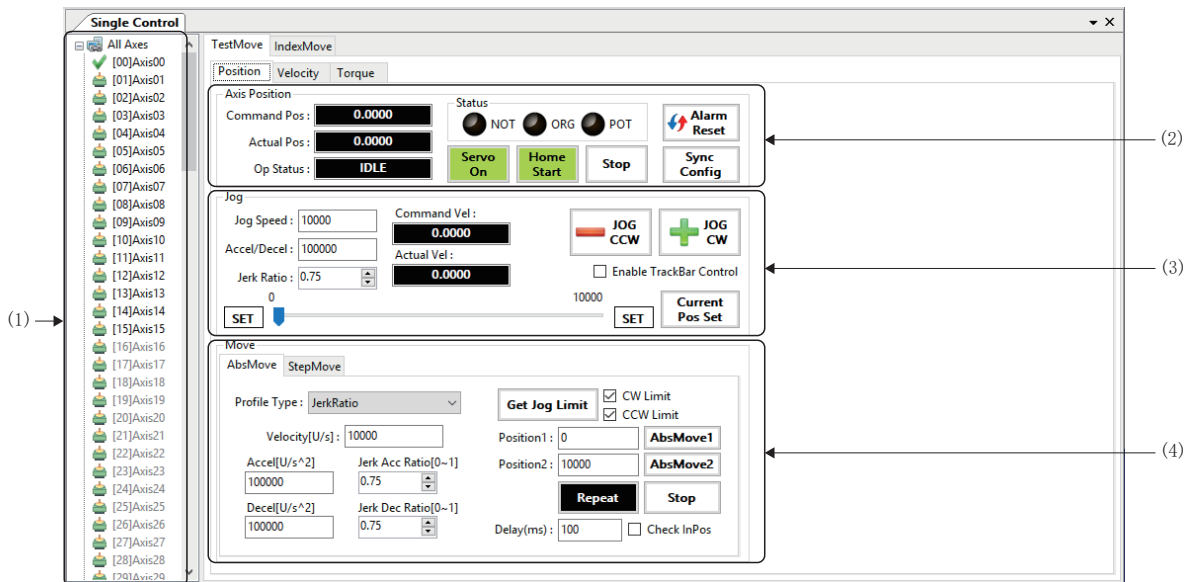 Single Control
All Axes
[00]Axis00
[01]Axis01
[02]Axis02
[03]Axis03
[04]Axis04
[05]Axis05
[06]Axis06
[07]Axis07
[08]Axis08
[09]Axis09
[10]Axis10
[11]Axis11
[12]Axis12
[13]Axis13
[14]Axis14
[15]Axis15
[16]Axis16
[17]Axis17
[18]Axis18
[19]Axis19
[20]Axis20
[21]Axis21
[22]Axis22
[23]Axis23
[24]Axis24
[25]Axis25
[26]Axis26
[27]Axis27
[28]Axis28
[29]Axis29
(1)
TestMove IndexMove
Position Velocity Torque
Axis Position
Command Pos : 0.0000
Actual Pos : 0.0000
Op Status : IDLE
Status
NOT ORG POT
Alarm
Reset
Servo
On
Home
Start
Stop
Sync
Config
(2)
Jog
Jog Speed : 10000
Accel/Decel : 100000
Jerk Ratio : 0.75
Command Vel :
0.0000
Actual Vel :
0.0000
JOG
CCW
JOG
CW
Enable TrackBar Control
0 10000
SET SET
Current
Pos Set
(3)
Move
AbsMove StepMove
Profile Type : JerkRatio
Velocity[U/s] : 10000
Accel[U/s^2] Jerk Acc Ratio[0~1]
100000 0.75
Decel[U/s^2] Jerk Dec Ratio[0~1]
100000 0.75
Get Jog Limit
CW Limit
CCW Limit
Position1 : 0 AbsMove1
Position2 : 10000 AbsMove2
Repeat Stop
Delay(ms) : 100 Check InPos
(4)